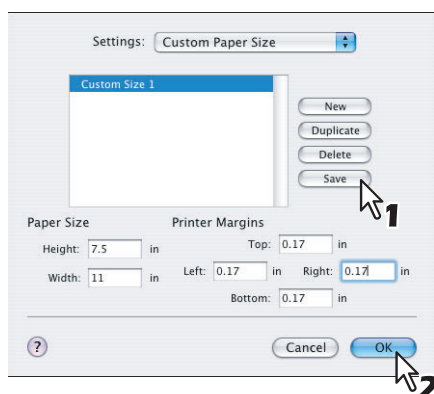 Settings: Custom Paper Size
Custom Size 1
New
Duplicate
Delete
Save
1
Paper Size
Printer Margins
Height: 7.5 in
Top: 0.17 in
Width: 11 in
Left: 0.17 in Right: 0.17 in
Bottom: 0.17 in
? Cancel OK
2